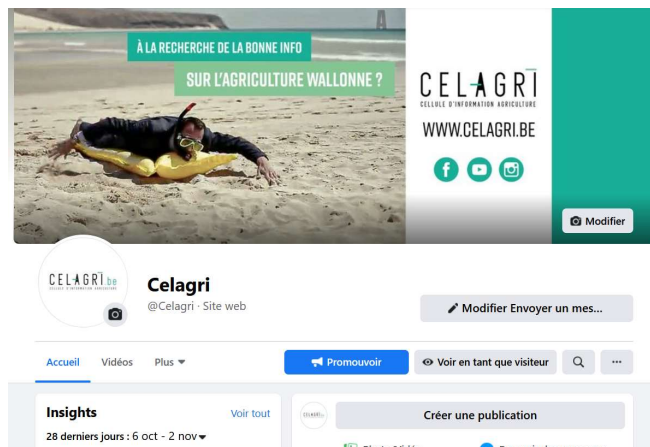 À LA RECHERCHE DE LA BONNE INFO
SUR L'AGRICULTURE WALLONNE ?
CELAGRI
CELLULE D'INFORMATION AGRICULTURE
WWW.CELAGRI.BE
Modifier
CELAGRI.be
CELLULE D'INFORMATION AGRICULTURE
Celagri
@Celagri · Site web
Modifier Envoyer un mes...
Accueil Vidéos Plus
Promouvoir
Voir en tant que visiteur
Insights
Voir tout
28 derniers jours : 6 oct - 2 nov
CELAGRI.be
Créer une publication